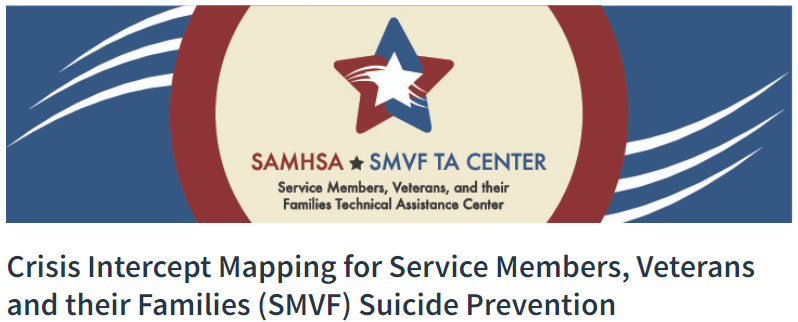 SAMHSA ★ SMVF TA CENTER
Service Members, Veterans, and their
Families Technical Assistance Center
Crisis Intercept Mapping for Service Members, Veterans
and their Families (SMVF) Suicide Prevention